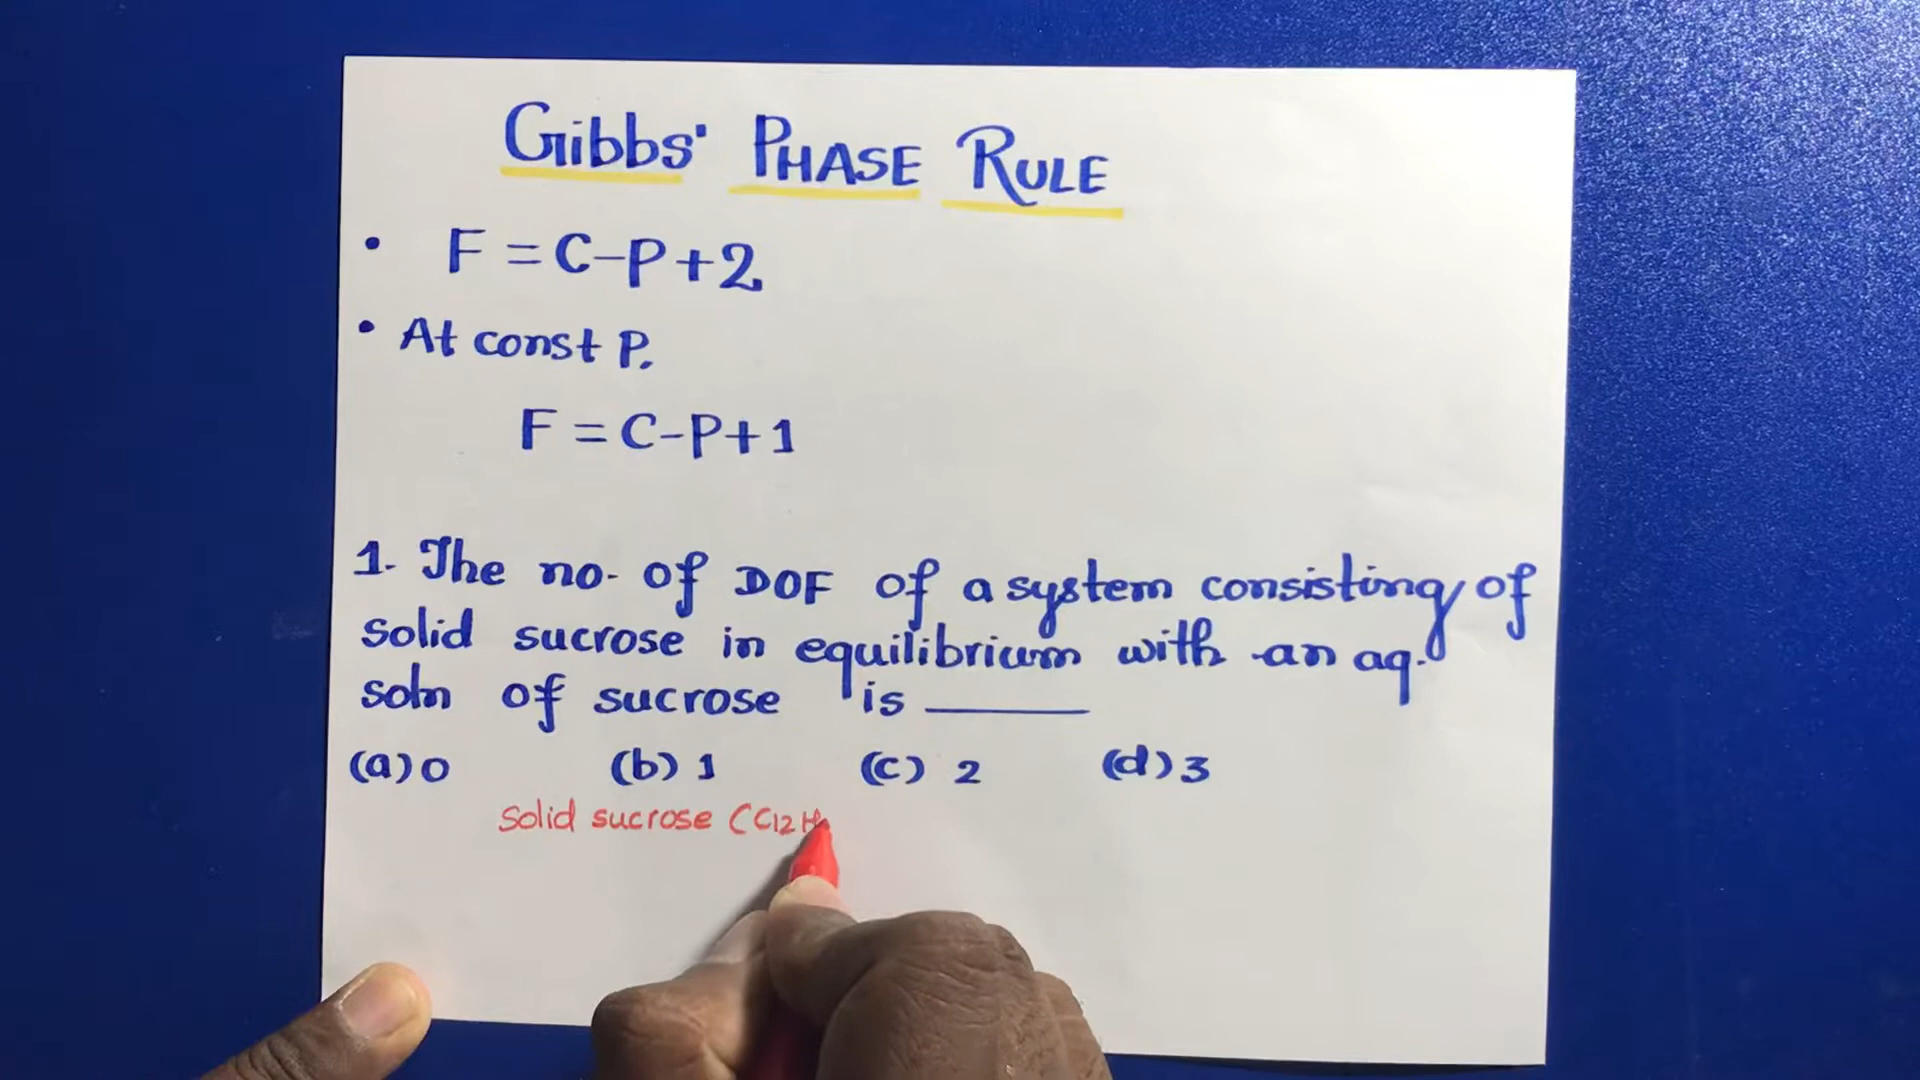 Gibbs' PHASE RULE
• F = C-P+2
• At const P.
F = C-P+1
1. The no. of DOF of a system consisting of
solid sucrose in equilibrium with an aq.
soln of sucrose is ______
(a) 0 (b) 1 (c) 2 (d) 3
Solid sucrose (C12H